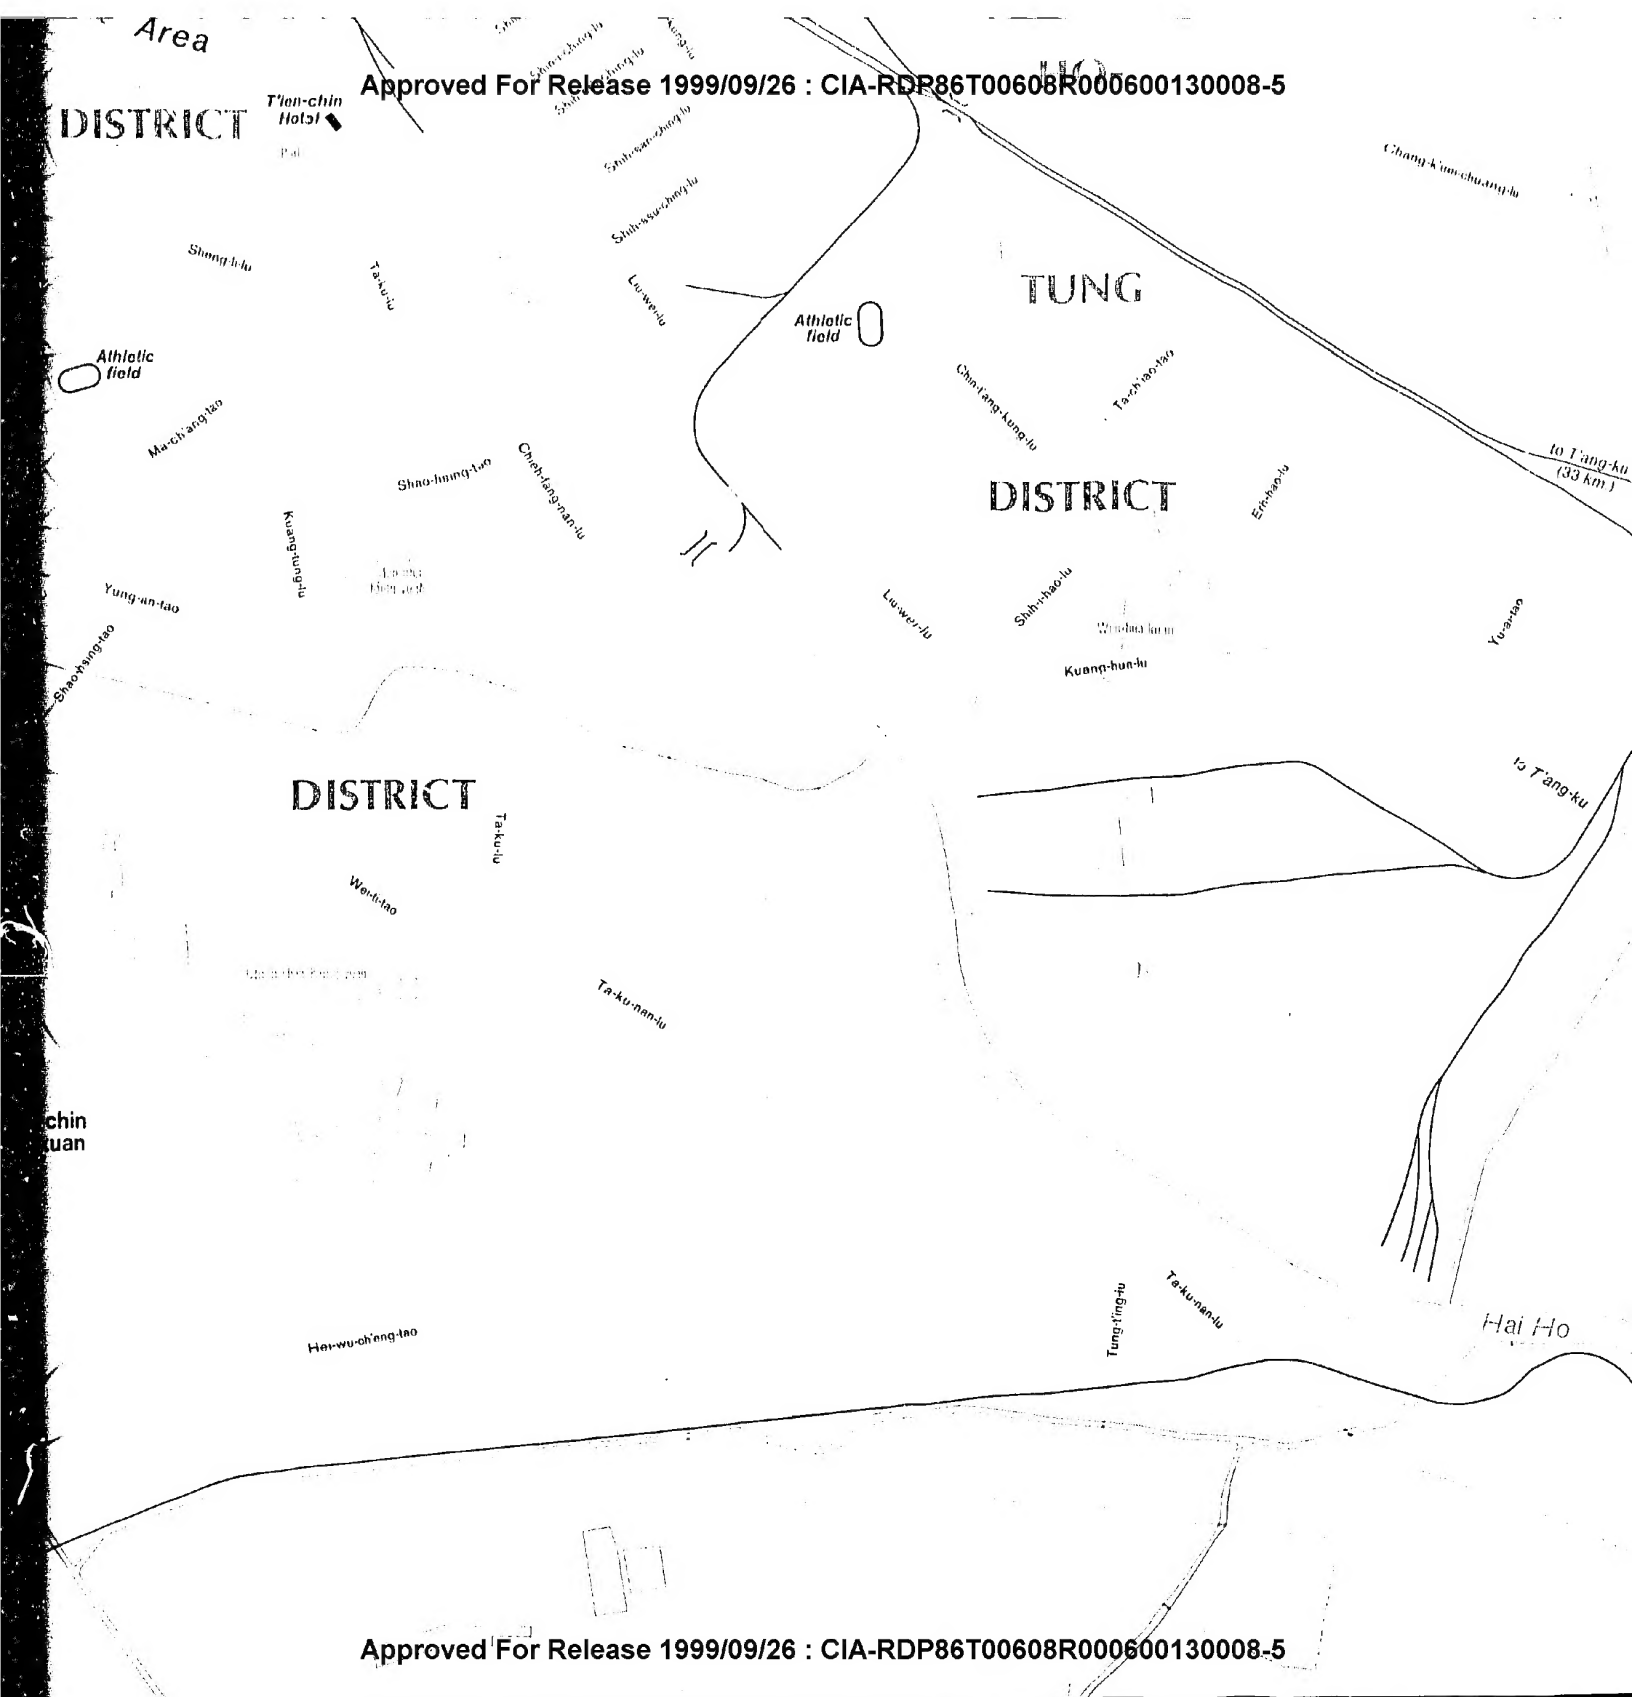 Area
HO-
Approved For Release 1999/09/26 : CIA-RDP86T00608R000600130008-5
T'ien-chin
Hotel
DISTRICT
Shih-san-ching-lu
Chang-k'uei-chuang-lu
Shih-ssu-ching-lu
Sheng-li-lu
Ta-ku-lu
Liu-wei-lu
TUNG
Athletic
field
Athletic
field
Chin-t'ang-kung-lu
Ta-ch'iao-tao
Ma-ch'ang-tao
to T'ang-ku
(33 km.)
Shao-hsing-tao
Chieh-fang-nan-lu
DISTRICT
Erh-hao-lu
Kuang-tung-lu
Yung-an-tao
Liu-wei-lu
Shih-i-hao-lu
Yu-ai-tao
Shao-hsing-tao
Kuang-hua-lu
to T'ang-ku
DISTRICT
Ta-ku-lu
Wei-ti-tao
Ta-ku-nan-lu
chin
uan
Tung-t'ing-lu
Ta-ku-nan-lu
Hai Ho
Hei-wu-ch'eng-tao
Approved For Release 1999/09/26 : CIA-RDP86T00608R000600130008-5